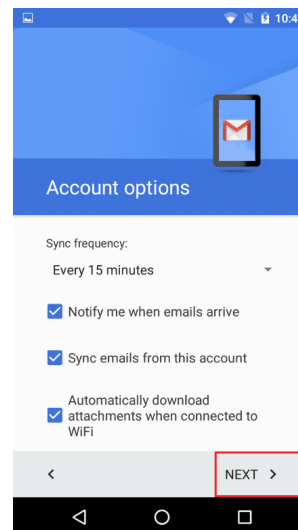 10:4
Account options
Sync frequency:
Every 15 minutes
Notify me when emails arrive
Sync emails from this account
Automatically download
attachments when connected to
WiFi
NEXT